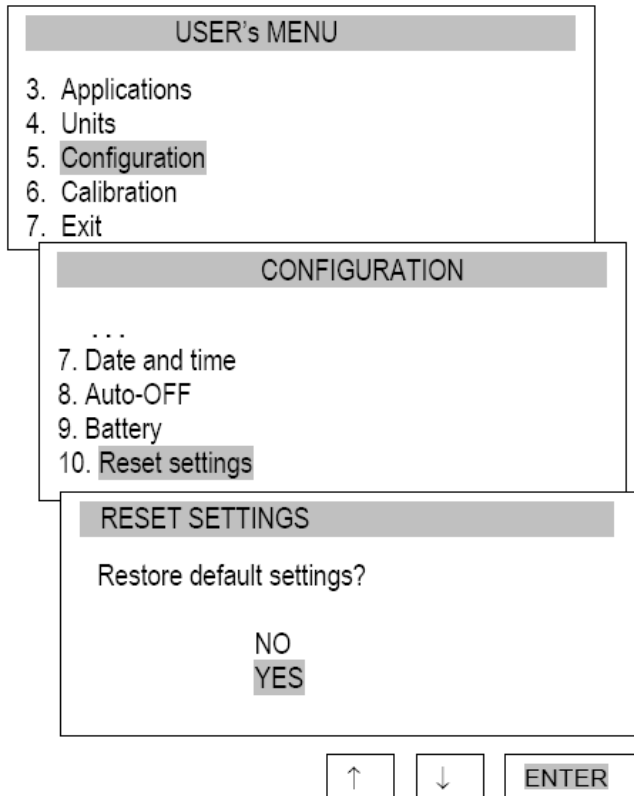 USER's MENU
3. Applications
4. Units
5. Configuration
6. Calibration
7. Exit
CONFIGURATION
...
7. Date and time
8. Auto-OFF
9. Battery
10. Reset settings
RESET SETTINGS
Restore default settings?
NO
YES
↑ ↓ ENTER